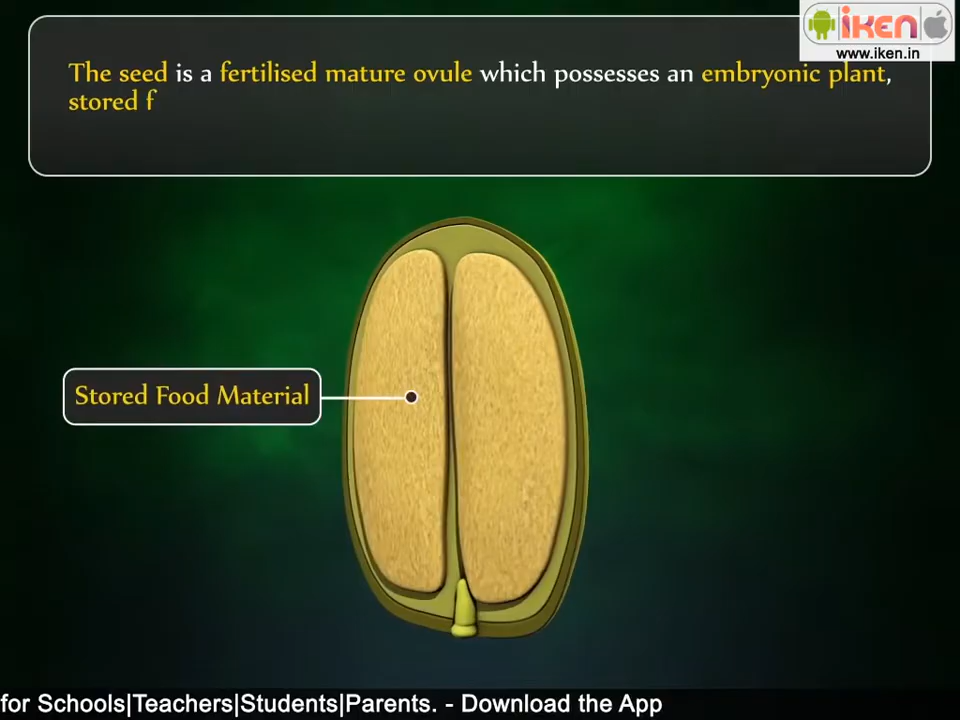 iKEN
www.iken.in
The seed is a fertilised mature ovule which possesses an embryonic plant,
stored f
Stored Food Material
for Schools|Teachers|Students|Parents. - Download the App